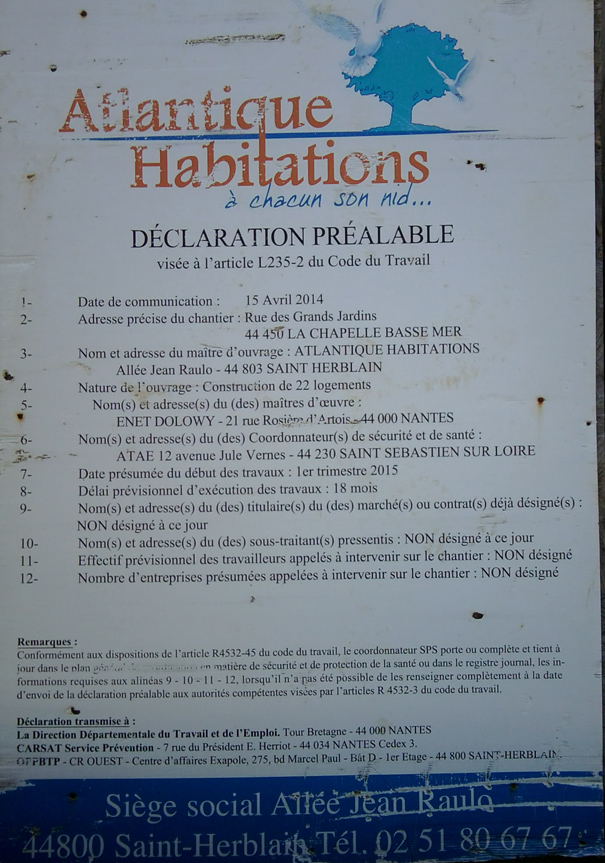 Atlantique
Habitations
à chacun son nid...
DÉCLARATION PRÉALABLE
visée à l'article L235-2 du Code du Travail
1- Date de communication : 15 Avril 2014
2- Adresse précise du chantier : Rue des Grands Jardins
44 450 LA CHAPELLE BASSE MER
3- Nom et adresse du maître d'ouvrage : ATLANTIQUE HABITATIONS
Allée Jean Raulo - 44 803 SAINT HERBLAIN
4- Nature de l'ouvrage : Construction de 22 logements
5- Nom(s) et adresse(s) du (des) maîtres d'œuvre :
ENET DOLOWY - 21 rue Rosière d'Artois - 44 000 NANTES
6- Nom(s) et adresse(s) du (des) Coordonnateur(s) de sécurité et de santé :
ATAE 12 avenue Jule Vernes - 44 230 SAINT SEBASTIEN SUR LOIRE
7- Date présumée du début des travaux : 1er trimestre 2015
8- Délai prévisionnel d'exécution des travaux : 18 mois
9- Nom(s) et adresse(s) du (des) titulaire(s) du (des) marché(s) ou contrat(s) déjà désigné(s) :
NON désigné à ce jour
10- Nom(s) et adresse(s) du (des) sous-traitant(s) pressentis : NON désigné à ce jour
11- Effectif prévisionnel des travailleurs appelés à intervenir sur le chantier : NON désigné
12- Nombre d'entreprises présumées appelées à intervenir sur le chantier : NON désigné
Remarques :
Conformément aux dispositions de l'article R4532-45 du code du travail, le coordonnateur SPS porte ou complète et tient à
jour dans le plan général de en matière de sécurité et de protection de la santé ou dans le registre journal, les in-
formations requises aux alinéas 9 - 10 - 11 - 12, lorsqu'il n'a pas été possible de les renseigner complètement à la date
d'envoi de la déclaration préalable aux autorités compétentes visées par l'articles R 4532-3 du code du travail.
Déclaration transmise à :
La Direction Départementale du Travail et de l'Emploi. Tour Bretagne - 44 000 NANTES
CARSAT Service Prévention - 7 rue du Président E. Herriot - 44 034 NANTES Cedex 3.
OPPBTP - CR OUEST - Centre d'affaires Exapole, 275, bd Marcel Paul - Bât D - 1er Etage - 44 800 SAINT-HERBLAIN.
Siège social Allée Jean Raulo
44800 Saint-Herblain Tél. 02 51 80 67 67